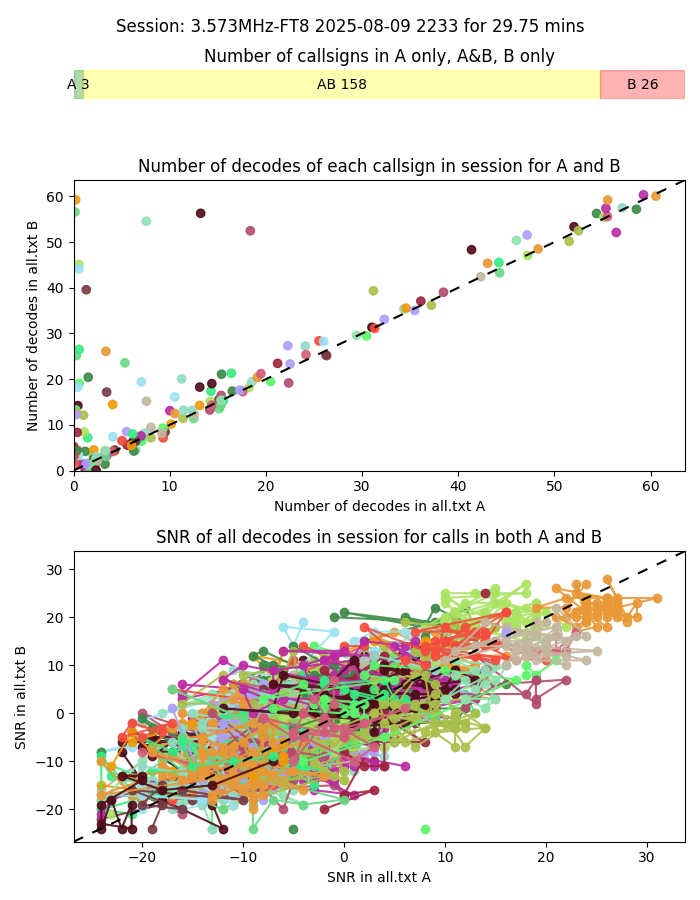 Session: 3.573MHz-FT8 2025-08-09 2233 for 29.75 mins
Number of callsigns in A only, A&B, B only
A 3 AB 158 B 26
Number of decodes of each callsign in session for A and B
Number of decodes in all.txt B
60
50
40
30
20
10
0
0 10 20 30 40 50 60
Number of decodes in all.txt A
SNR of all decodes in session for calls in both A and B
SNR in all.txt B
30
20
10
0
−10
−20
−20 −10 0 10 20 30
SNR in all.txt A